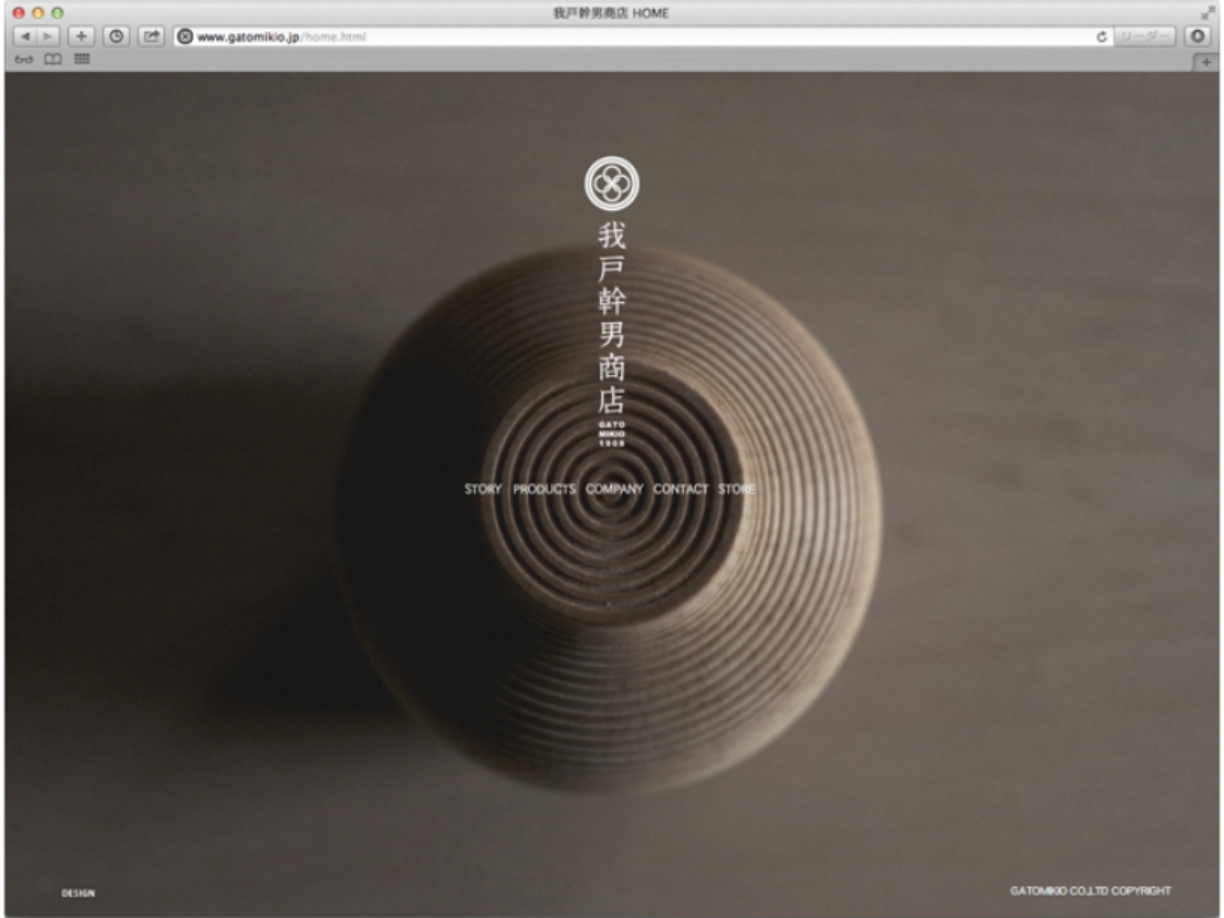 我戸幹男商店 HOME
www.gatomikio.jp/home.html
リーダー
我戸幹男商店
GATO
MIKIO
1908
STORY PRODUCTS COMPANY CONTACT STORE
DESIGN
GATOMIKIO CO.,LTD COPYRIGHT